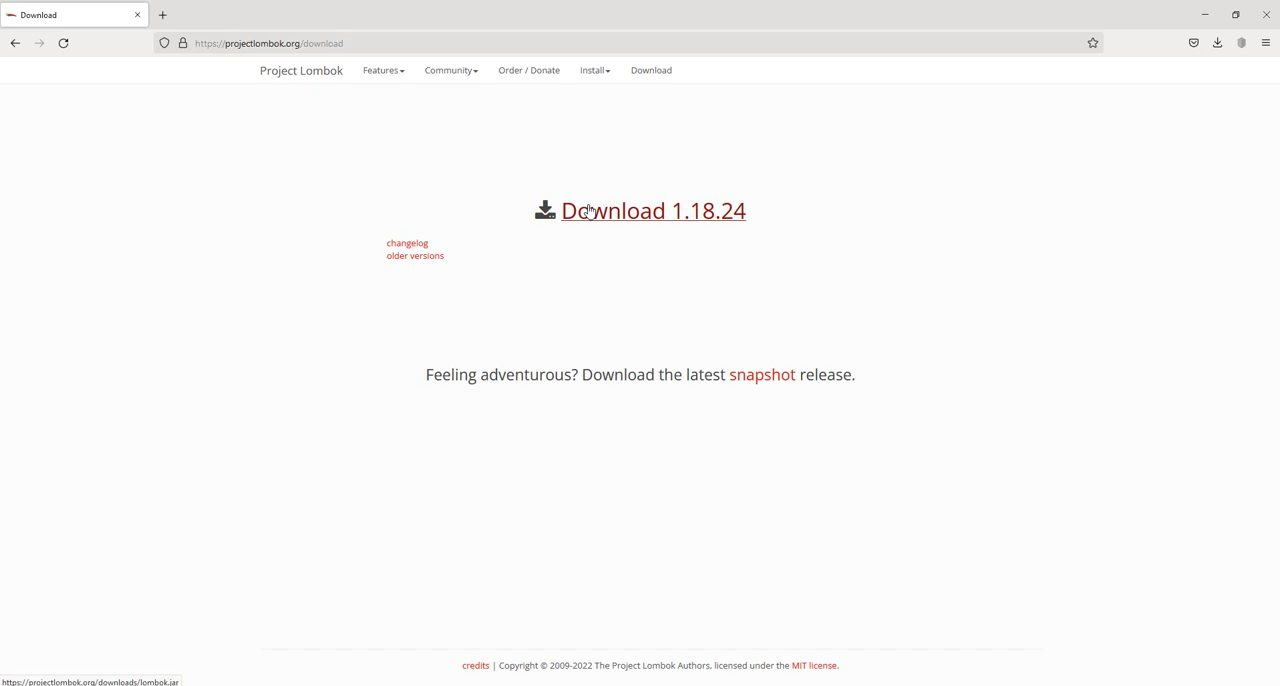 Download
https://projectlombok.org/download
Project Lombok Features Community Order / Donate Install Download
Download 1.18.24
changelog
older versions
Feeling adventurous? Download the latest snapshot release.
credits | Copyright © 2009-2022 The Project Lombok Authors, licensed under the MIT license.
https://projectlombok.org/downloads/lombok.jar